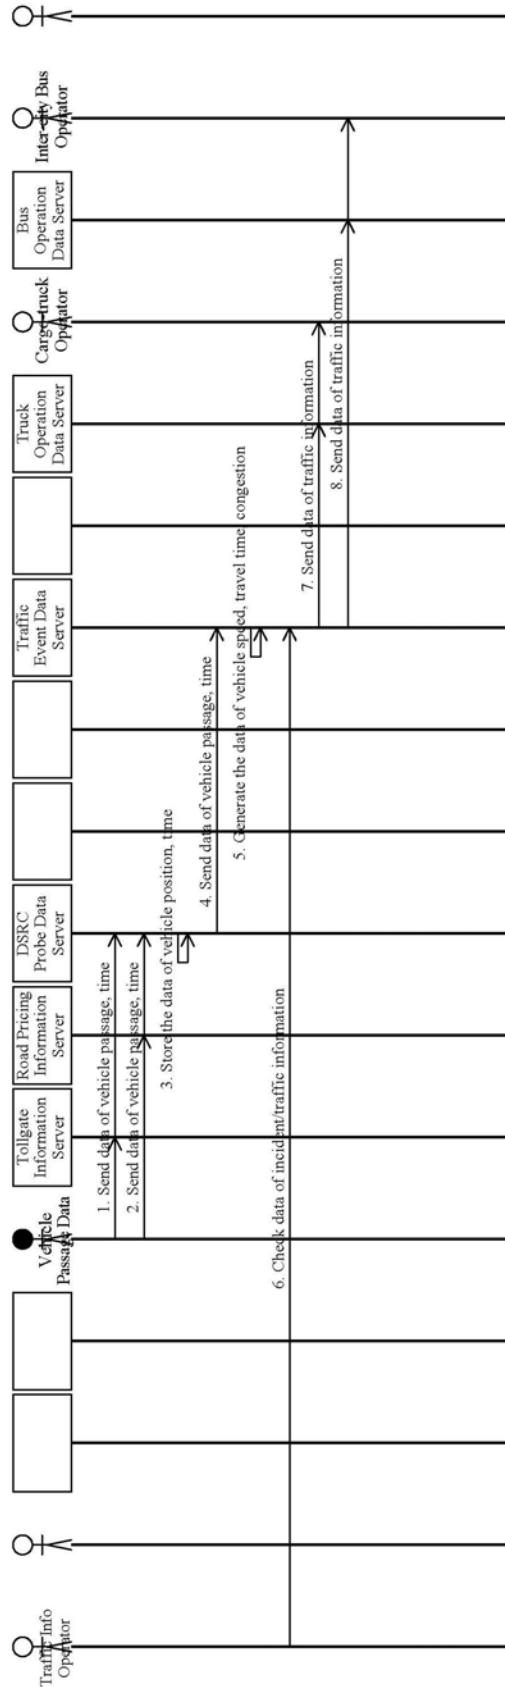 Traffic Info
Operator
Vehicle
Passage Data
Tollgate
Information
Server
Road Pricing
Information
Server
DSRC
Probe Data
Server
Traffic
Event Data
Server
Truck
Operation
Data Server
Cargo-truck
Operator
Bus
Operation
Data Server
Inter-city Bus
Operator
1. Send data of vehicle passage, time
2. Send data of vehicle passage, time
3. Store the data of vehicle position, time
4. Send data of vehicle passage, time
5. Generate the data of vehicle speed, travel time, congestion
6. Check data of incident/traffic information
7. Send data of traffic information
8. Send data of traffic information